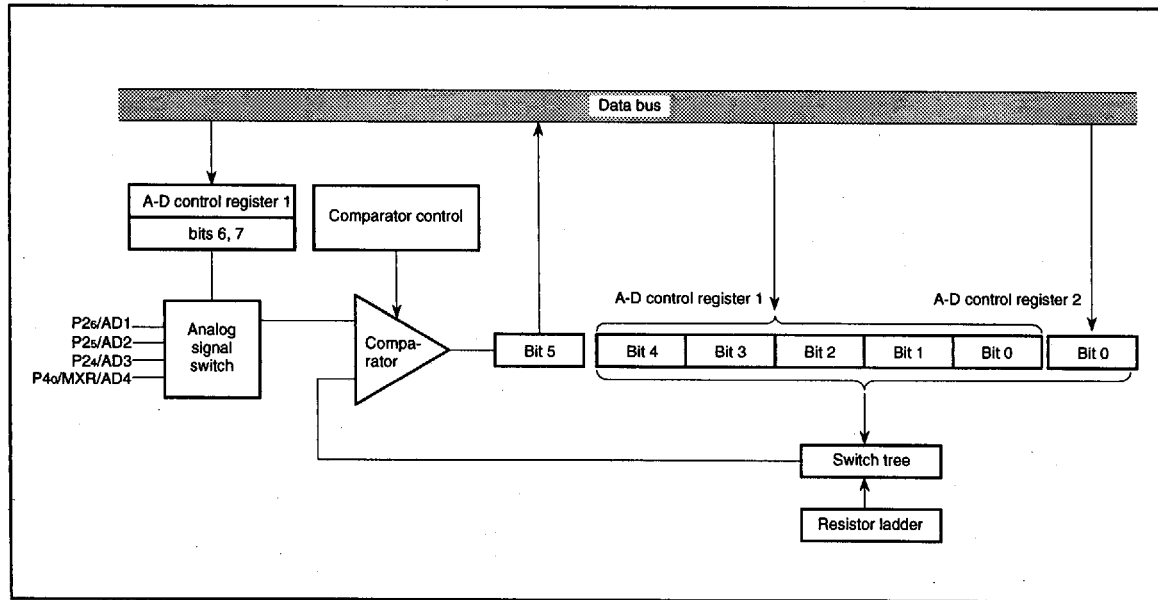 Data bus
A-D control register 1
bits 6, 7
Comparator control
A-D control register 1
A-D control register 2
P2₆/AD1
P2₅/AD2
P2₄/AD3
P4₀/MXR/AD4
Analog
signal
switch
Compa-
rator
Bit 5
Bit 4
Bit 3
Bit 2
Bit 1
Bit 0
Bit 0
Switch tree
Resistor ladder